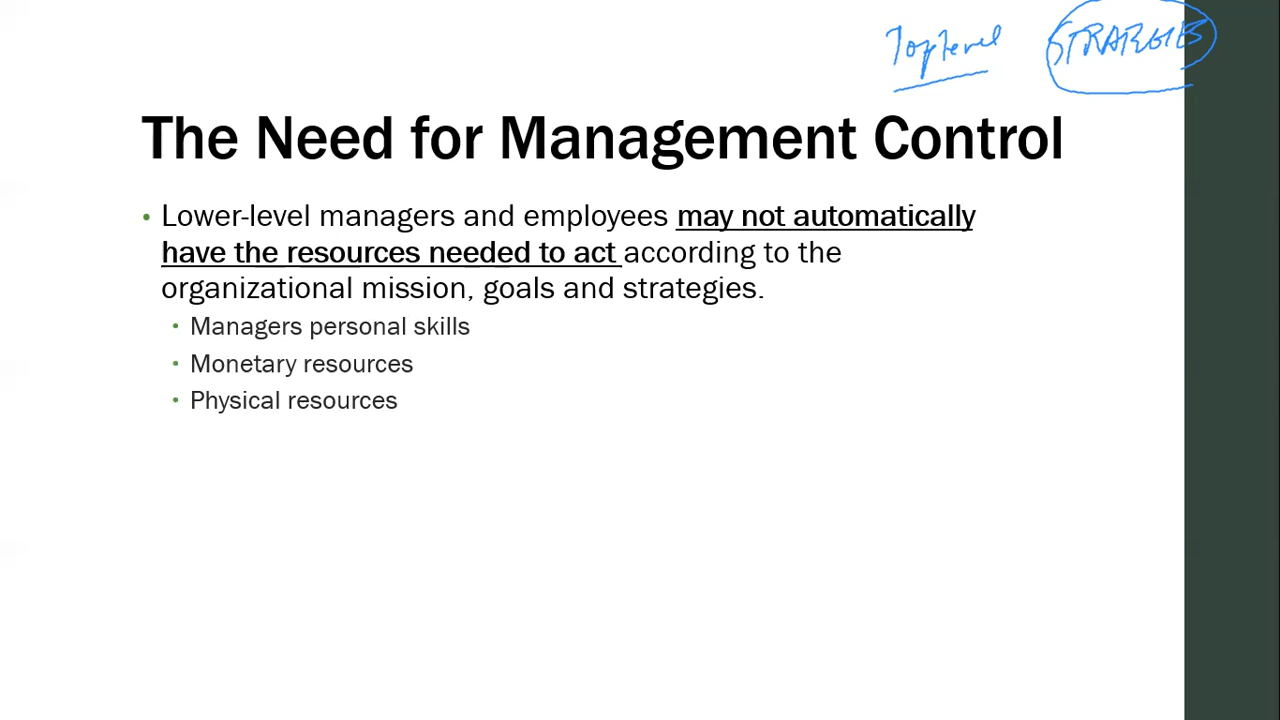 Top level STRARGIES
The Need for Management Control
• Lower-level managers and employees may not automatically
have the resources needed to act according to the
organizational mission, goals and strategies.
• Managers personal skills
• Monetary resources
• Physical resources